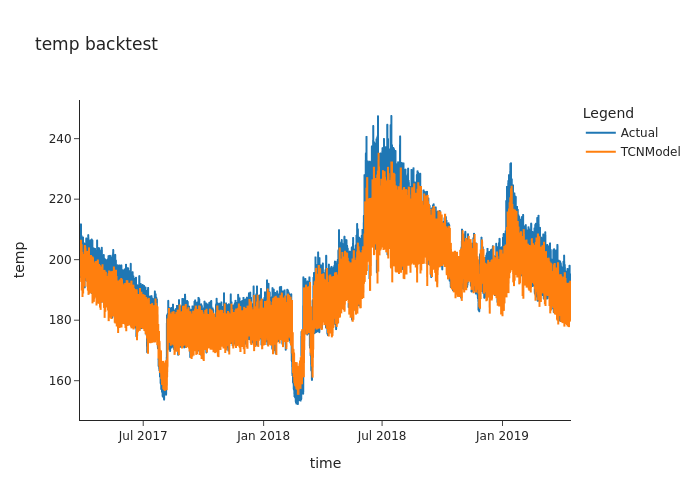 temp backtest
Legend
Actual
TCNModel
240
220
200
180
160
temp
Jul 2017
Jan 2018
Jul 2018
Jan 2019
time